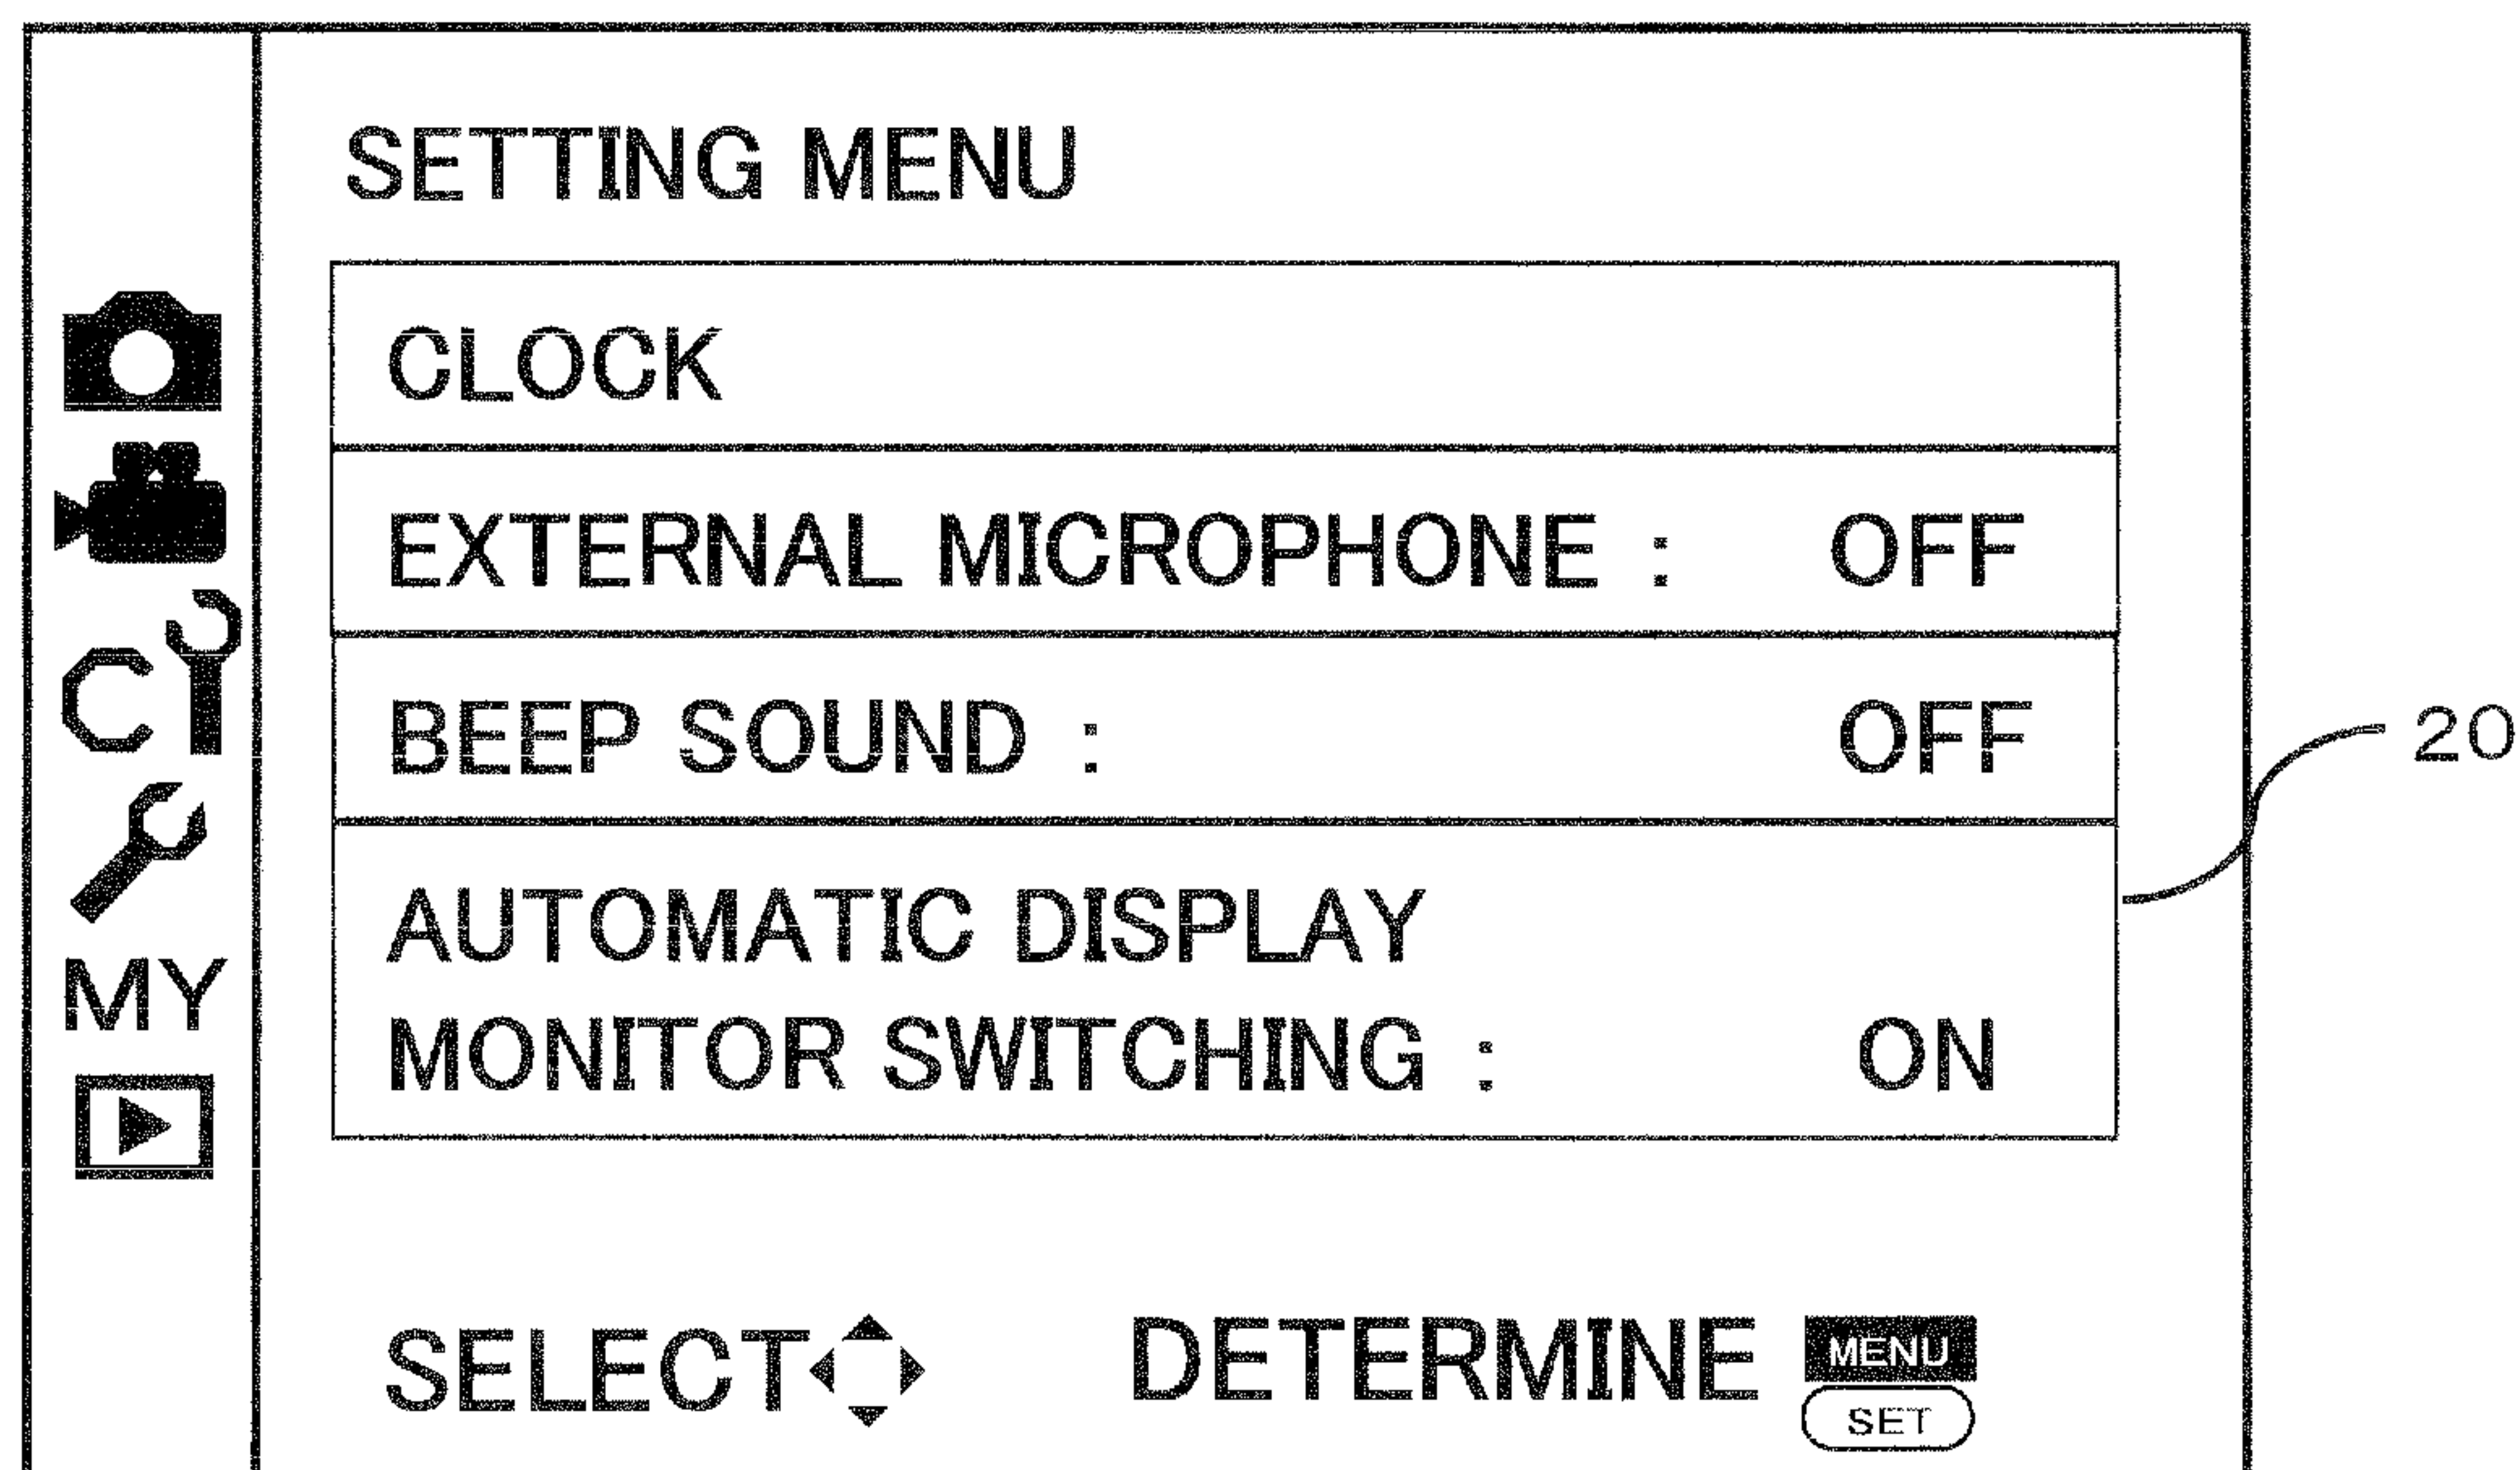 SETTING MENU
CLOCK
EXTERNAL MICROPHONE : OFF
BEEP SOUND : OFF
20
AUTOMATIC DISPLAY
MONITOR SWITCHING : ON
MY
SELECT
DETERMINE MENU
SET